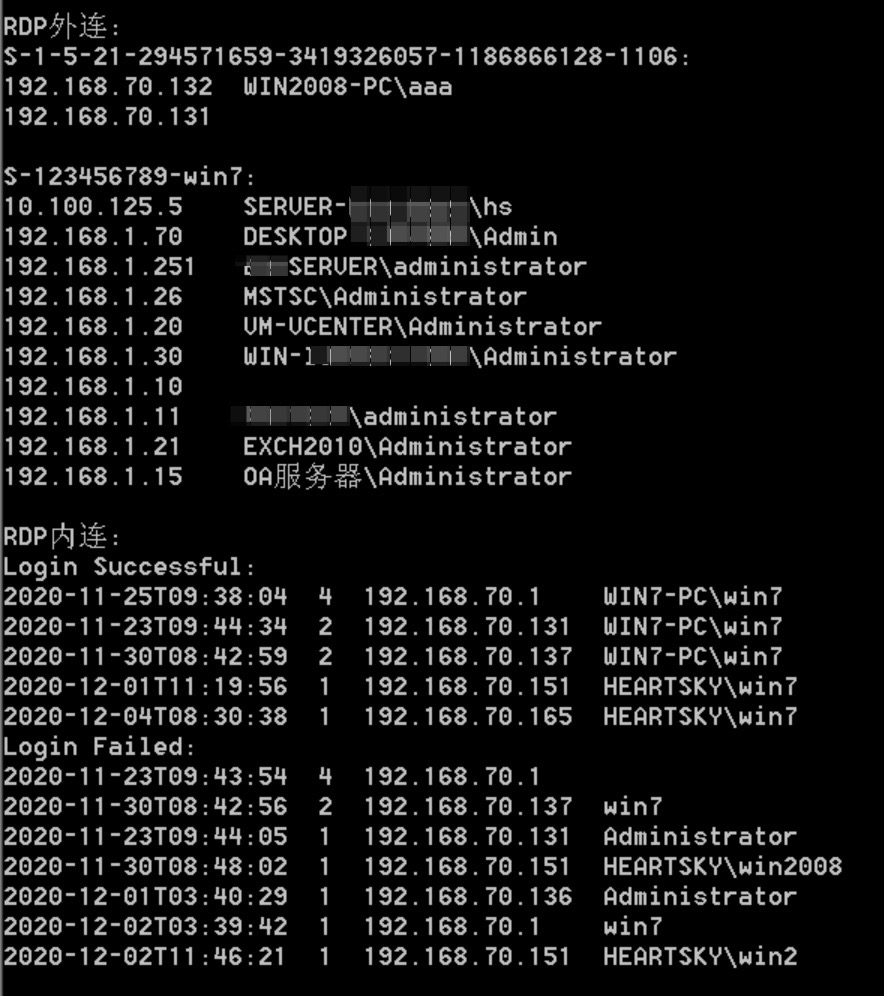 RDP外连:
S-1-5-21-294571659-3419326057-1186866128-1106:
192.168.70.132  WIN2008-PC\aaa
192.168.70.131
S-123456789-win7:
10.100.125.5    SERVER-\hs
192.168.1.70    DESKTOP\Admin
192.168.1.251   SERVER\administrator
192.168.1.26    MSTSC\Administrator
192.168.1.20    VM-VCENTER\Administrator
192.168.1.30    WIN-\Administrator
192.168.1.10
192.168.1.11    \administrator
192.168.1.21    EXCH2010\Administrator
192.168.1.15    OA服务器\Administrator
RDP内连:
Login Successful:
2020-11-25T09:38:04  4  192.168.70.1    WIN7-PC\win7
2020-11-23T09:44:34  2  192.168.70.131  WIN7-PC\win7
2020-11-30T08:42:59  2  192.168.70.137  WIN7-PC\win7
2020-12-01T11:19:56  1  192.168.70.151  HEARTSKY\win7
2020-12-04T08:30:38  1  192.168.70.165  HEARTSKY\win7
Login Failed:
2020-11-23T09:43:54  4  192.168.70.1
2020-11-30T08:42:56  2  192.168.70.137  win7
2020-11-23T09:44:05  1  192.168.70.131  Administrator
2020-11-30T08:48:02  1  192.168.70.151  HEARTSKY\win2008
2020-12-01T03:40:29  1  192.168.70.136  Administrator
2020-12-02T03:39:42  1  192.168.70.1    win7
2020-12-02T11:46:21  1  192.168.70.151  HEARTSKY\win2